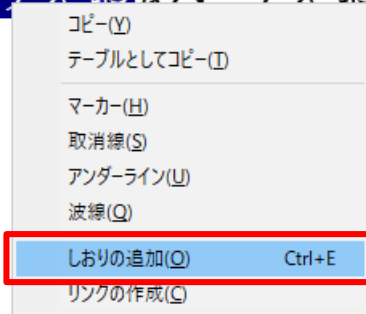 コピー(Y)
テーブルとしてコピー(T)
マーカー(H)
取消線(S)
アンダーライン(U)
波線(Q)
しおりの追加(O) Ctrl+E
リンクの作成(C)